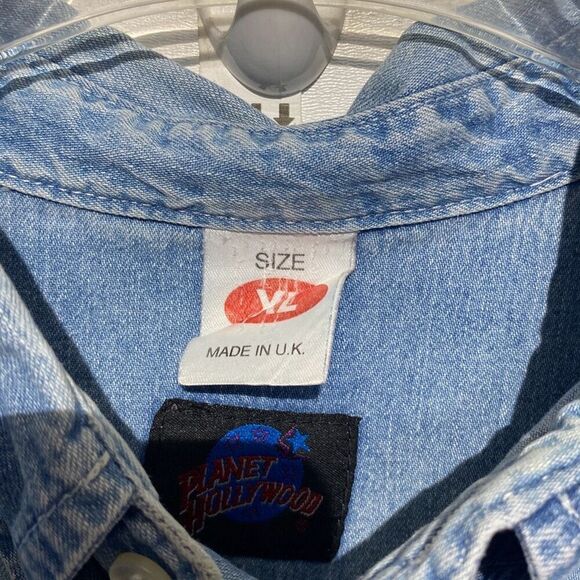 SIZE
XL
MADE IN U.K.
PLANET
HOLLYWOOD